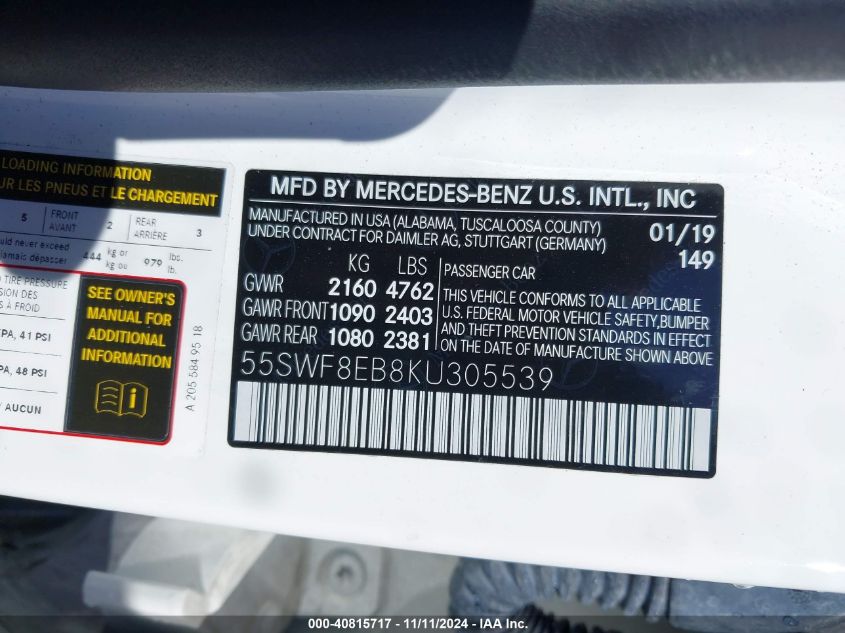 LOADING INFORMATION
UR LES PNEUS ET LE CHARGEMENT
5 FRONT AVANT 2 REAR ARRIÈRE 3
uld never exceed
jamais dépasser 444 kg or kg ou 979 lbs. lb.
TIRE PRESSURE
SION DES
S À FROID
PA, 41 PSI
PA, 48 PSI
AUCUN
SEE OWNER'S
MANUAL FOR
ADDITIONAL
INFORMATION
A 205 584 95 18
MFD BY MERCEDES-BENZ U.S. INTL., INC
MANUFACTURED IN USA (ALABAMA, TUSCALOOSA COUNTY)
UNDER CONTRACT FOR DAIMLER AG, STUTTGART (GERMANY)
01/19
149
KG LBS
GVWR 2160 4762
GAWR FRONT 1090 2403
GAWR REAR 1080 2381
PASSENGER CAR
THIS VEHICLE CONFORMS TO ALL APPLICABLE
U.S. FEDERAL MOTOR VEHICLE SAFETY,BUMPER
AND THEFT PREVENTION STANDARDS IN EFFECT
ON THE DATE OF MANUFACTURE SHOWN ABOVE.
55SWF8EB8KU305539
000-40815717 - 11/11/2024 - IAA Inc.